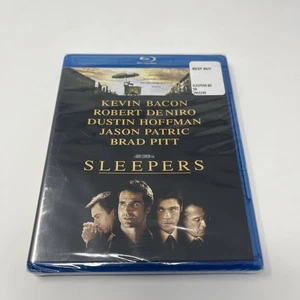 BEST BUY
KEVIN BACON
ROBERT DE NIRO
DUSTIN HOFFMAN
JASON PATRIC
BRAD PITT
SLEEPERS